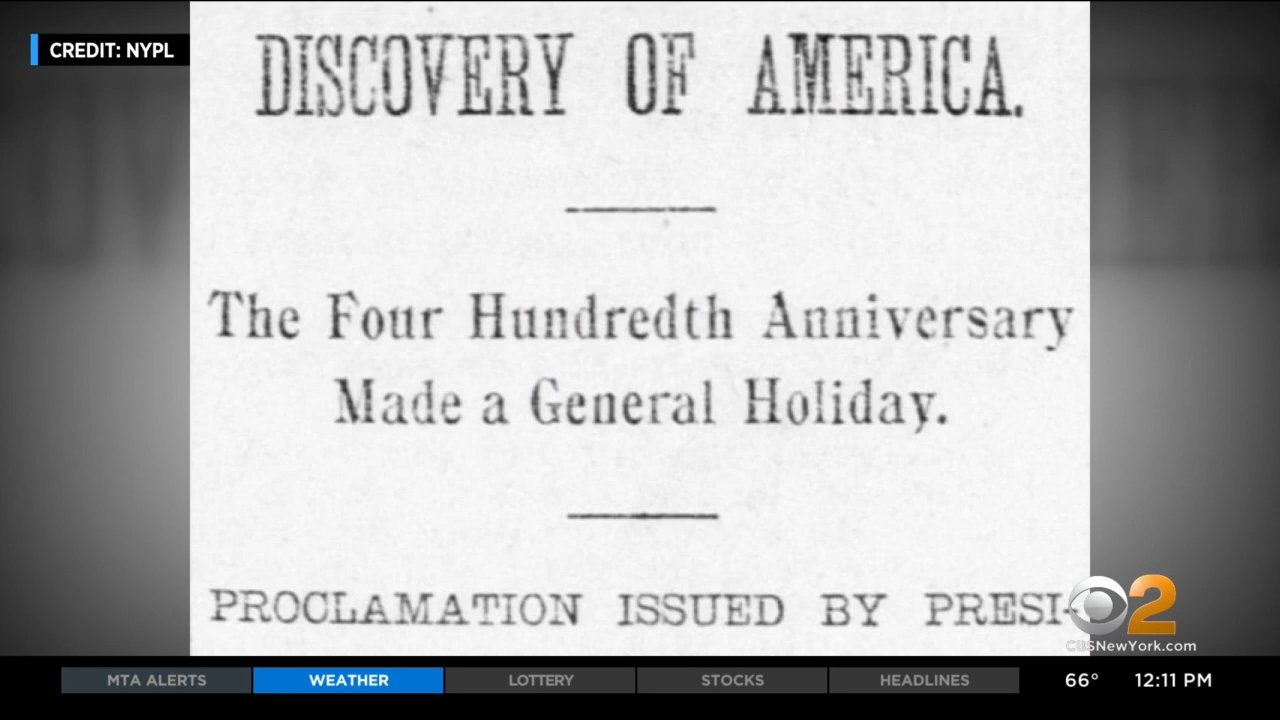 CREDIT: NYPL
DISCOVERY OF AMERICA.
The Four Hundredth Anniversary
Made a General Holiday.
PROCLAMATION ISSUED BY PRESI-
2
CBSNewYork.com
MTA ALERTS WEATHER LOTTERY STOCKS HEADLINES 66° 12:11 PM